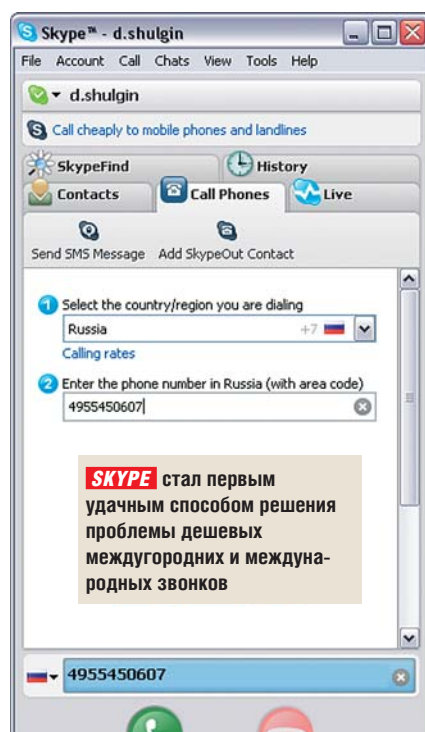 Skype™ - d.shulgin
File Account Call Chats View Tools Help
d.shulgin
Call cheaply to mobile phones and landlines
SkypeFind History
Contacts Call Phones Live
Send SMS Message Add SkypeOut Contact
1 Select the country/region you are dialing
Russia +7
Calling rates
2 Enter the phone number in Russia (with area code)
4955450607
SKYPE стал первым
удачным способом решения
проблемы дешевых
междугородних и междуна-
родных звонков
4955450607